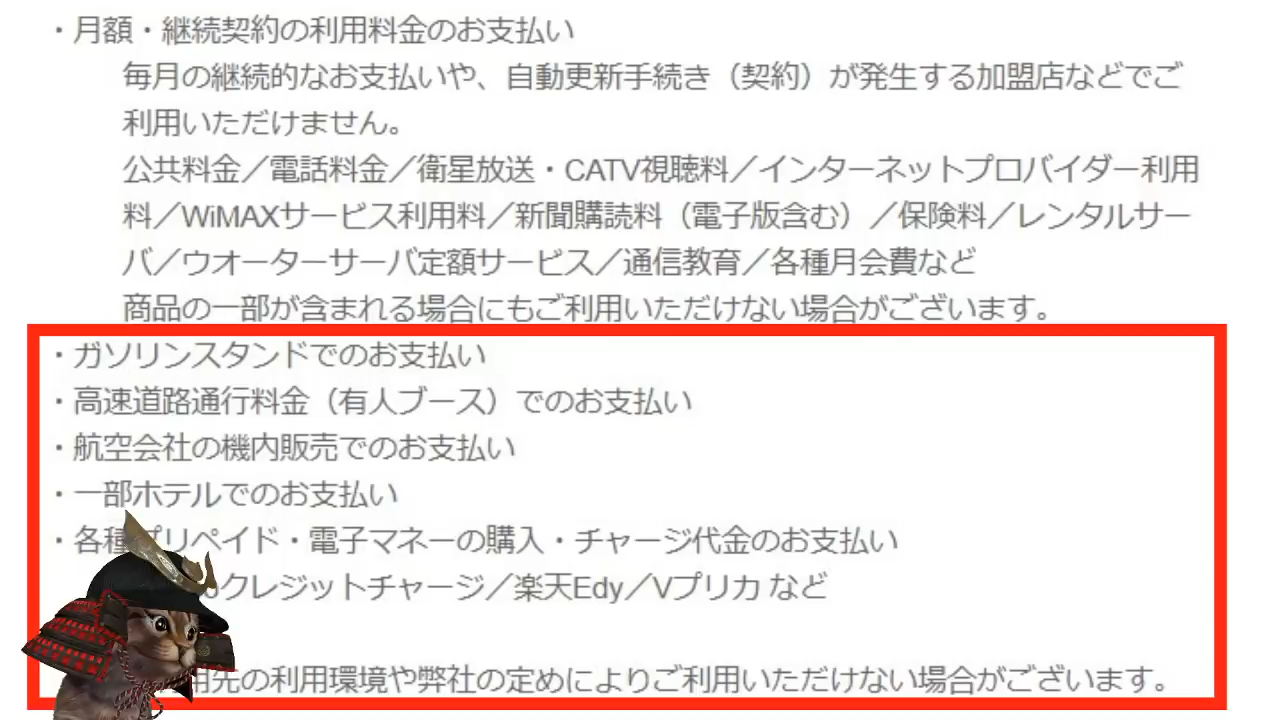 ・月額・継続契約の利用料金のお支払い
毎月の継続的なお支払いや、自動更新手続き（契約）が発生する加盟店などでご
利用いただけません。
公共料金／電話料金／衛星放送・CATV視聴料／インターネットプロバイダー利用
料／WiMAXサービス利用料／新聞購読料（電子版含む）／保険料／レンタルサー
バ／ウオーターサーバ定額サービス／通信教育／各種月会費など
商品の一部が含まれる場合にもご利用いただけない場合がございます。
・ガソリンスタンドでのお支払い
・高速道路通行料金（有人ブース）でのお支払い
・航空会社の機内販売でのお支払い
・一部ホテルでのお支払い
・各種プリペイド・電子マネーの購入・チャージ代金のお支払い
クレジットチャージ／楽天Edy／Vプリカ など
用先の利用環境や弊社の定めによりご利用いただけない場合がございます。